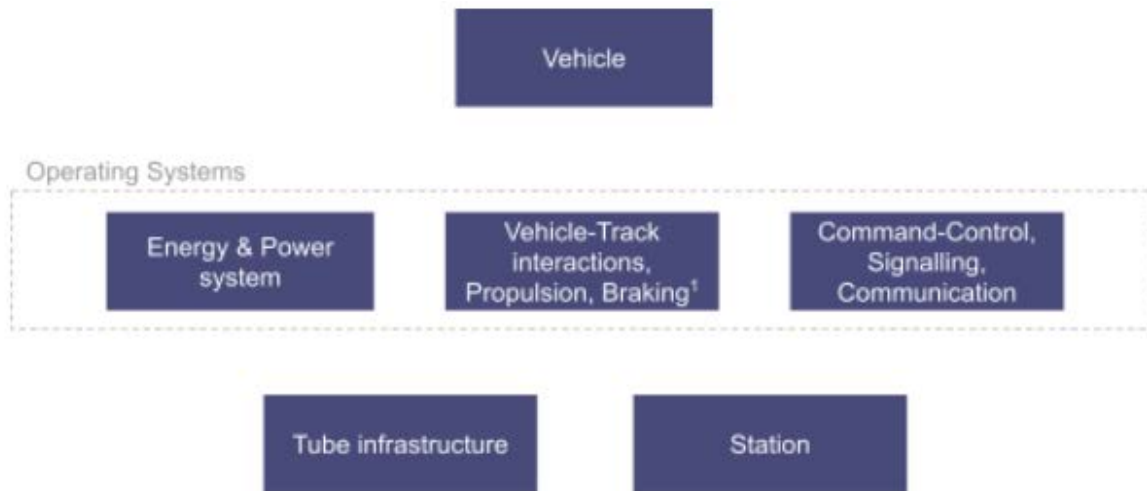 Vehicle
Operating Systems
Energy & Power
system
Vehicle-Track
interactions,
Propulsion, Braking¹
Command-Control,
Signalling,
Communication
Tube infrastructure
Station